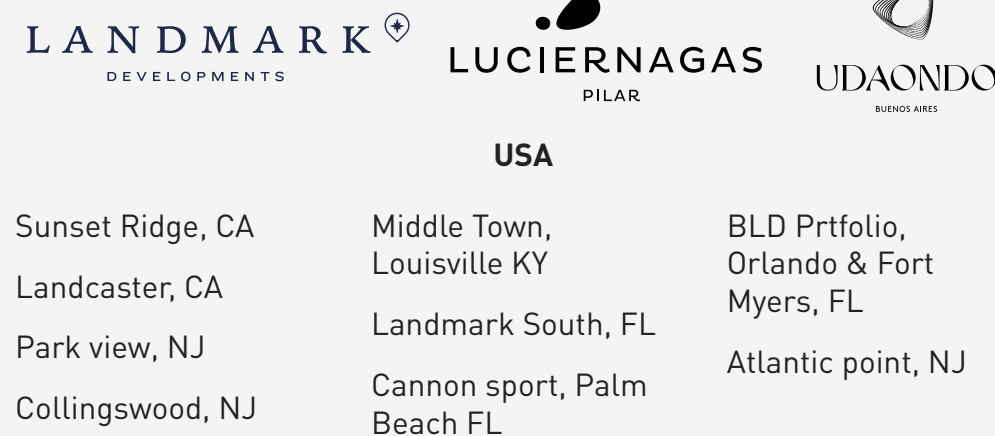 LANDMARK
DEVELOPMENTS
LUCIERNAGAS
PILAR
UDAONDO
BUENOS AIRES
USA
Sunset Ridge, CA
Landcaster, CA
Park view, NJ
Collingswood, NJ
Middle Town,
Louisville KY
Landmark South, FL
Cannon sport, Palm
Beach FL
BLD Prtfolio,
Orlando & Fort
Myers, FL
Atlantic point, NJ